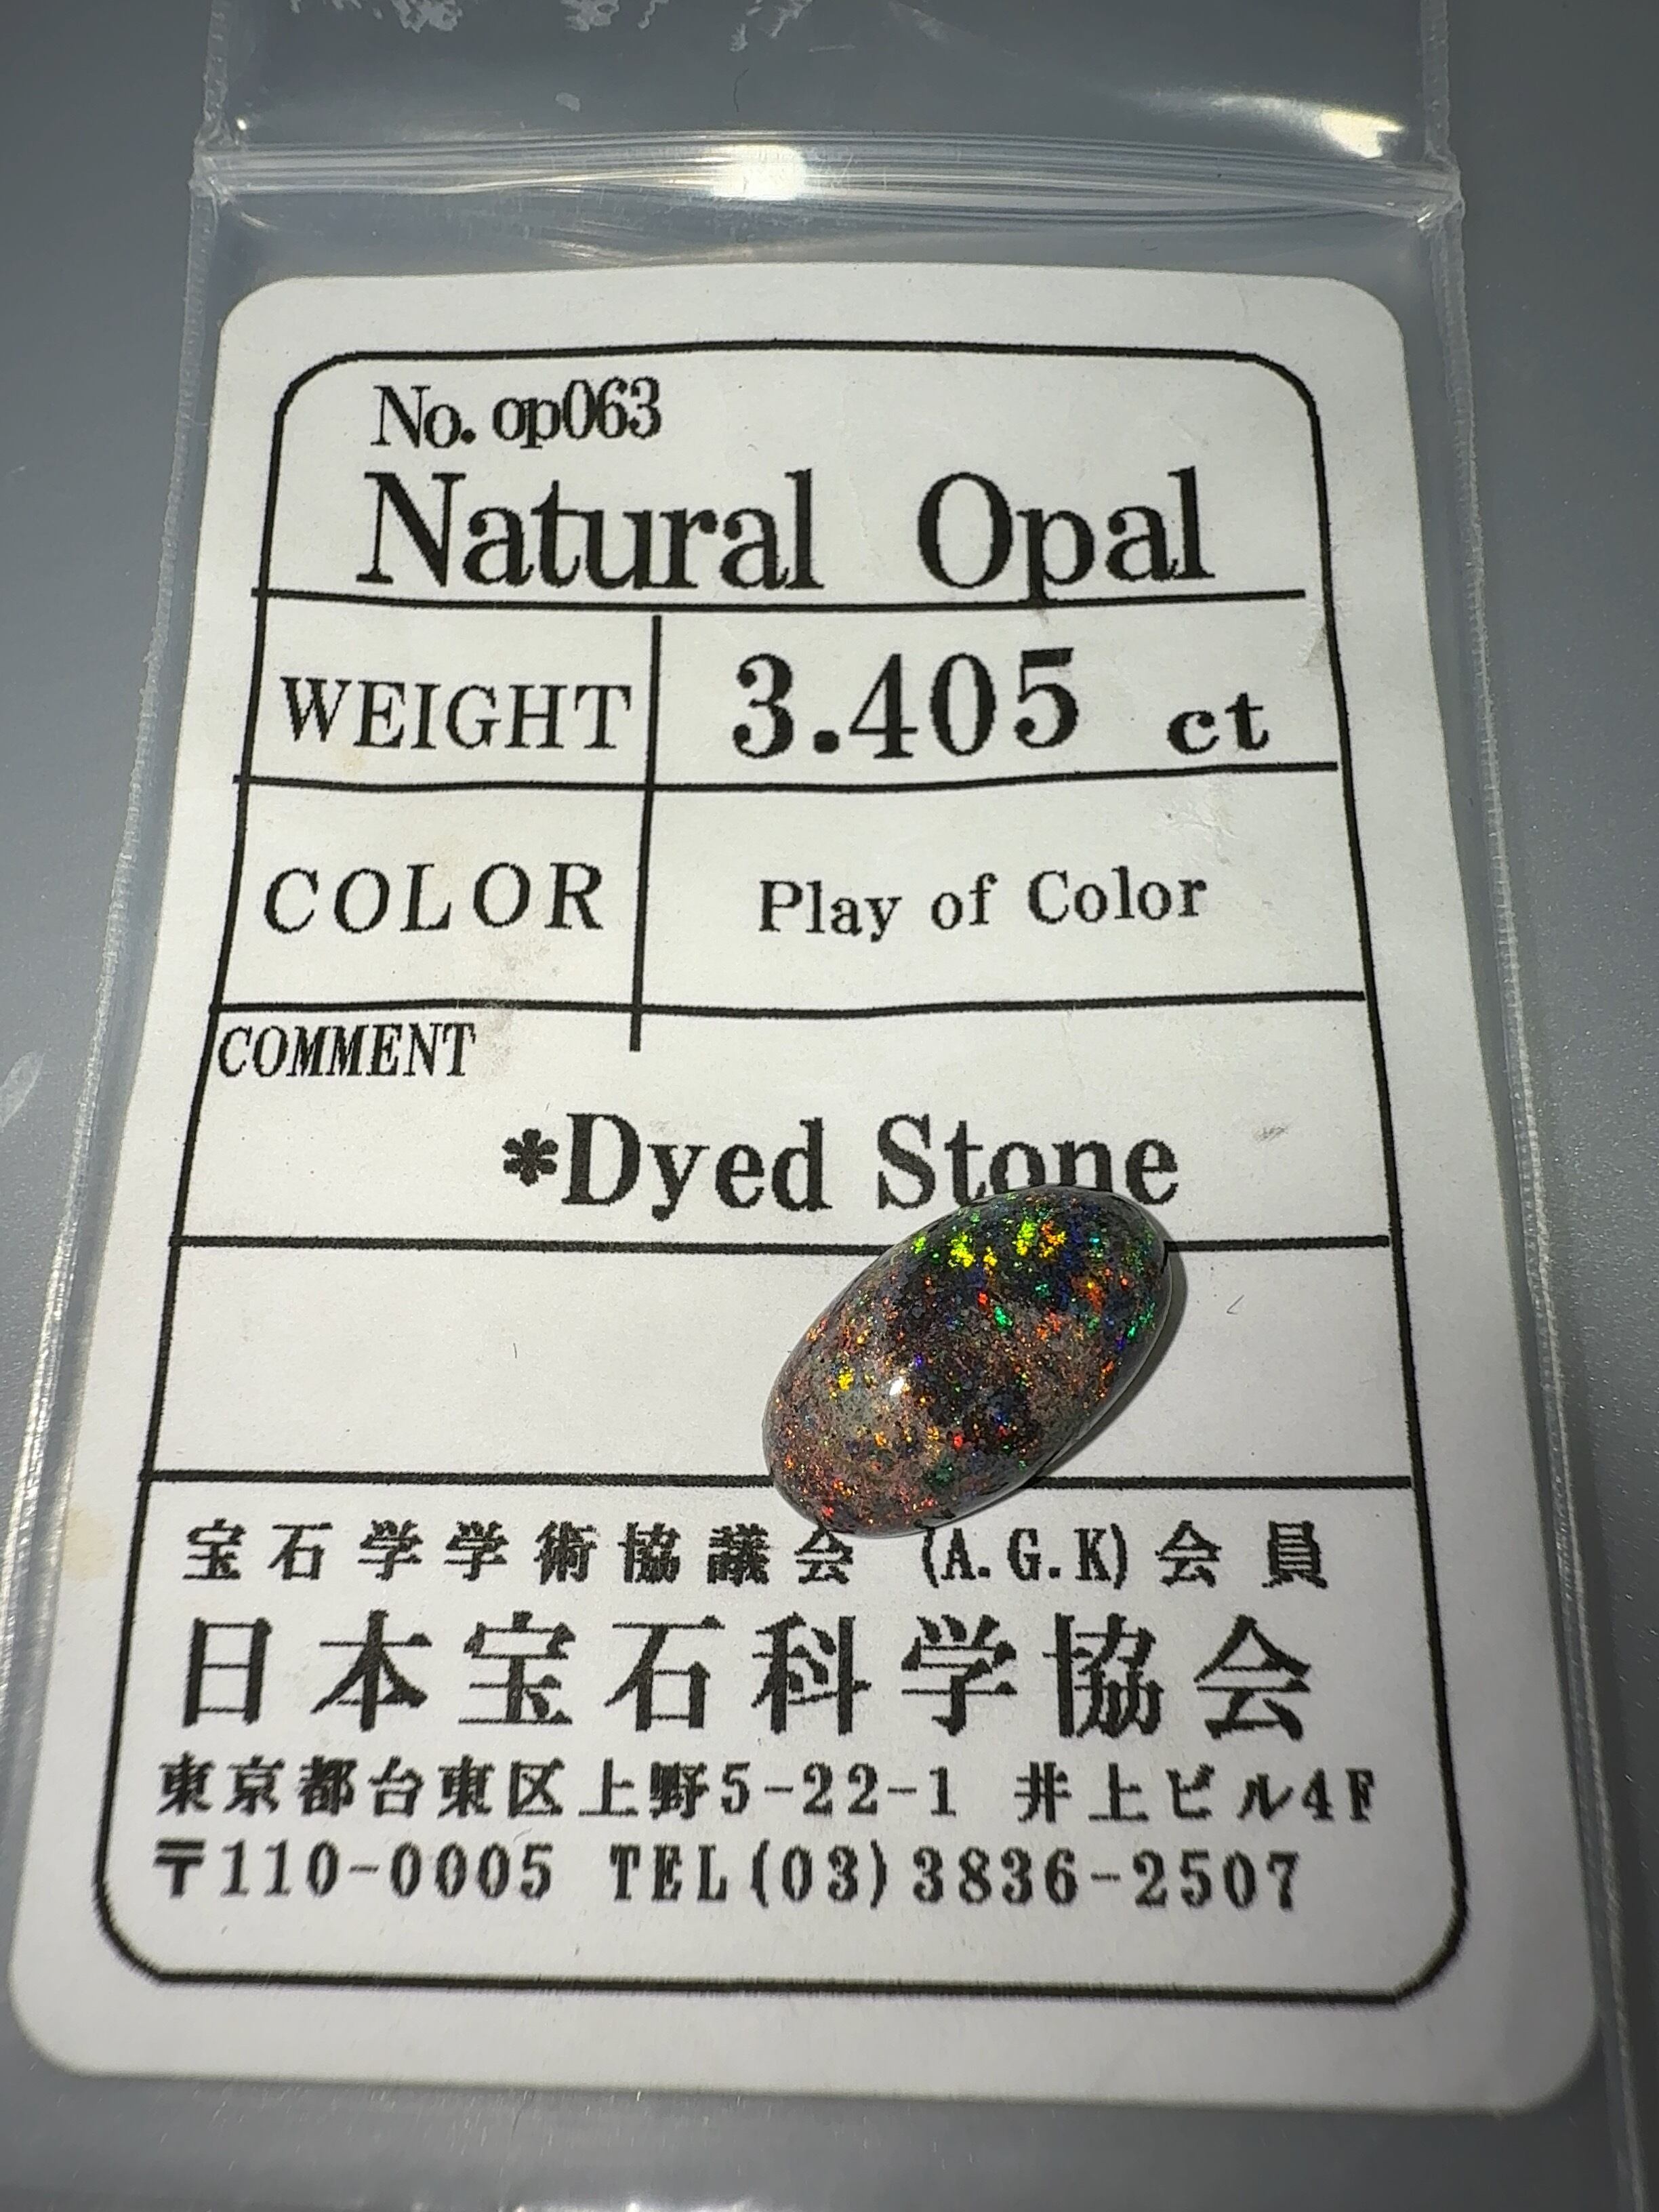 No. op063
Natural Opal
WEIGHT 3.405 ct
COLOR Play of Color
COMMENT
*Dyed Stone
宝石学学術協議会 (A.G.K)会員
日本宝石科学協会
東京都台東区上野5-22-1 井上ビル4F
〒110-0005 TEL(03)3836-2507